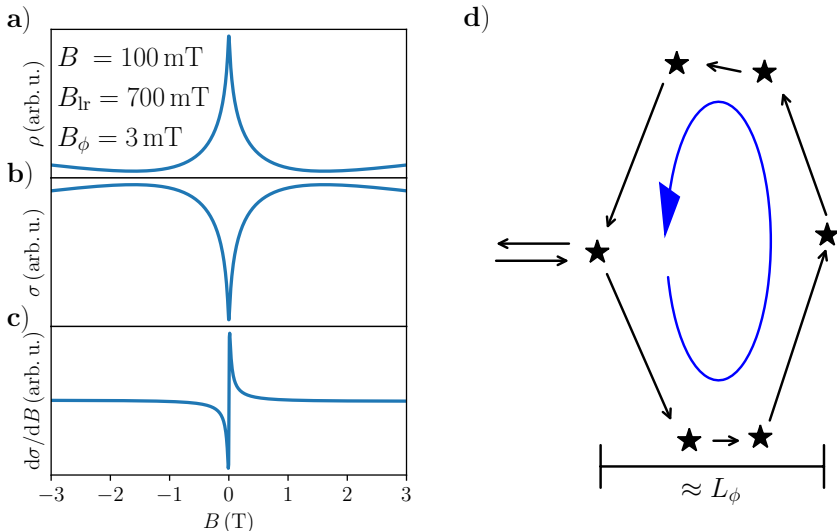 a)
B = 100 mT
B_lr = 700 mT
B_ϕ = 3 mT
ρ (arb. u.)
b)
σ (arb. u.)
c)
dσ/dB (arb. u.)
−3 −2 −1 0 1 2 3
B (T)
d)
≈ L_ϕ